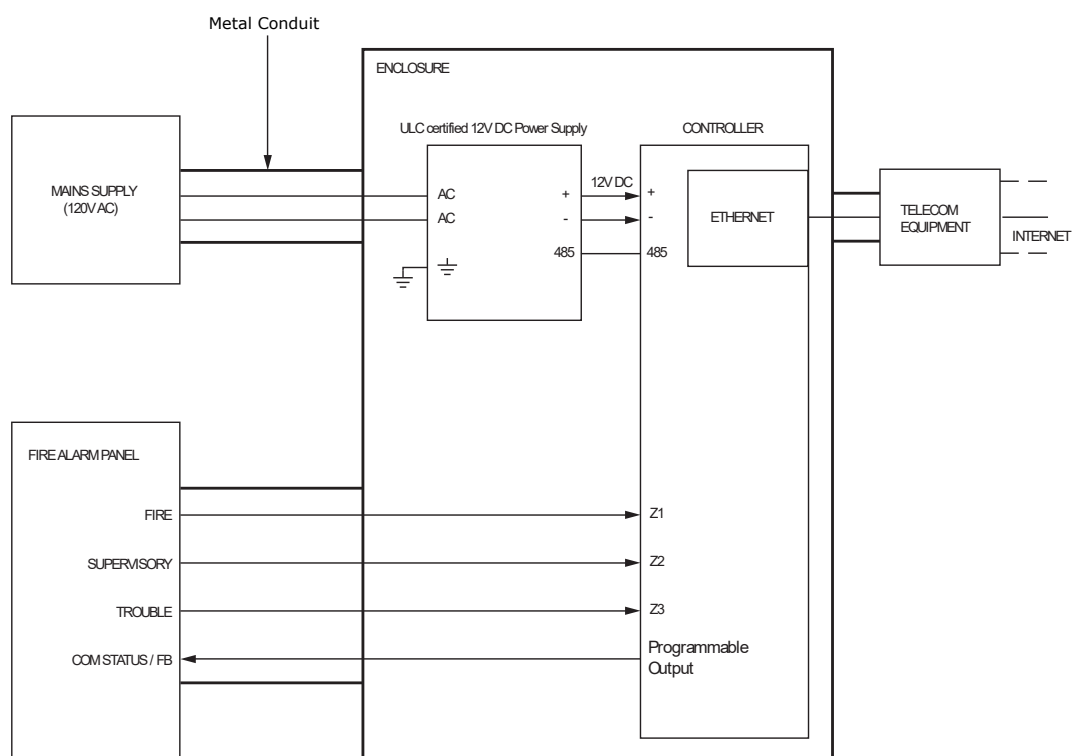 Metal Conduit
ENCLOSURE
ULC certified 12V DC Power Supply
CONTROLLER
MAINS SUPPLY
(120V AC)
AC
AC
+
-
485
12V DC
+
-
485
ETHERNET
TELECOM
EQUIPMENT
INTERNET
FIRE ALARM PANEL
FIRE
Z1
SUPERVISORY
Z2
TROUBLE
Z3
COM STATUS / FB
Programmable
Output